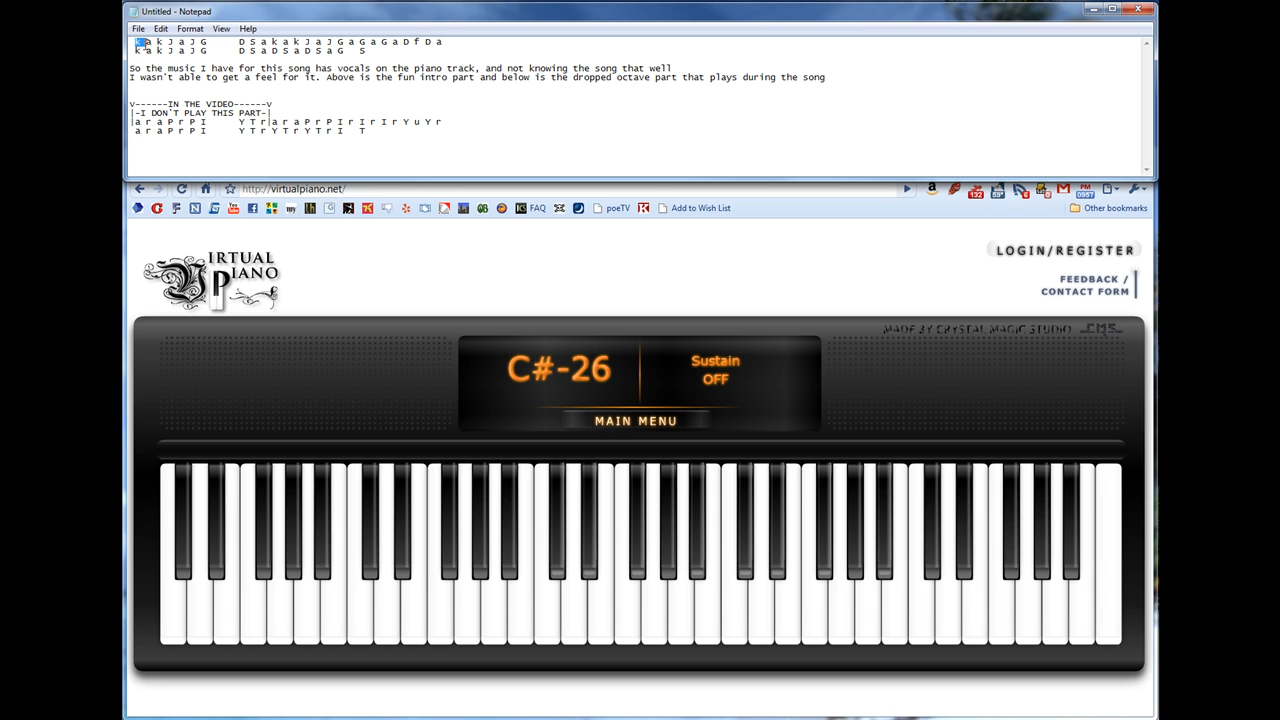 Untitled - Notepad
File Edit Format View Help
k a k J a J G D S a k a k J a J G a G a G a D f D a
k a k J a J G D S a D S a D S a G S
So the music I have for this song has vocals on the piano track, and not knowing the song that well
I wasn't able to get a feel for it. Above is the fun intro part and below is the dropped octave part that plays during the song
v------IN THE VIDEO------v
|-I DON'T PLAY THIS PART-|
|a r a P r P I Y T r|a r a P r P I r I r I r Y u Y r
a r a P r P I Y T r Y T r Y T r I T
http://virtualpiano.net/
FAQ poeTV Add to Wish List Other bookmarks
VIRTUAL PIANO
LOGIN/REGISTER
FEEDBACK /
CONTACT FORM
MADE BY CRYSTAL MAGIC STUDIO CMS
C#-26
Sustain
OFF
MAIN MENU